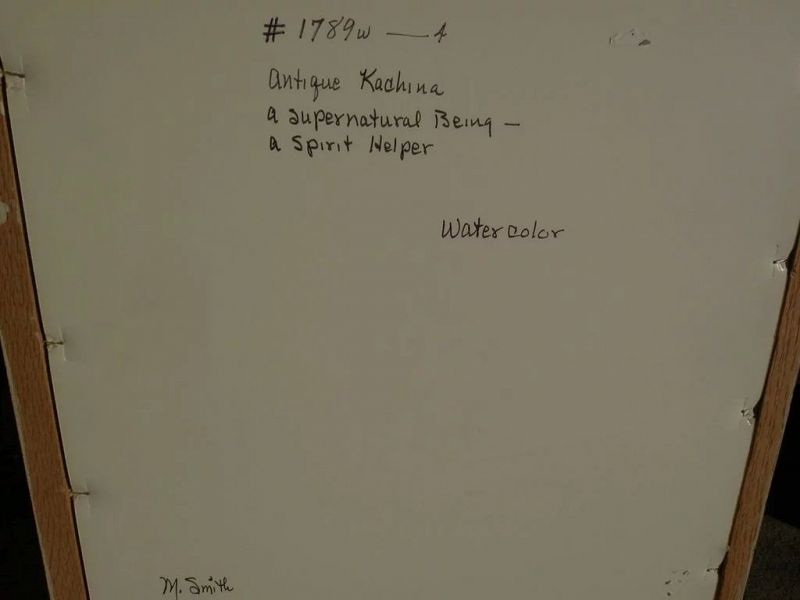 # 1789w — 4
Antique Kachina
a Supernatural Being —
a Spirit Helper
Watercolor
M. Smith